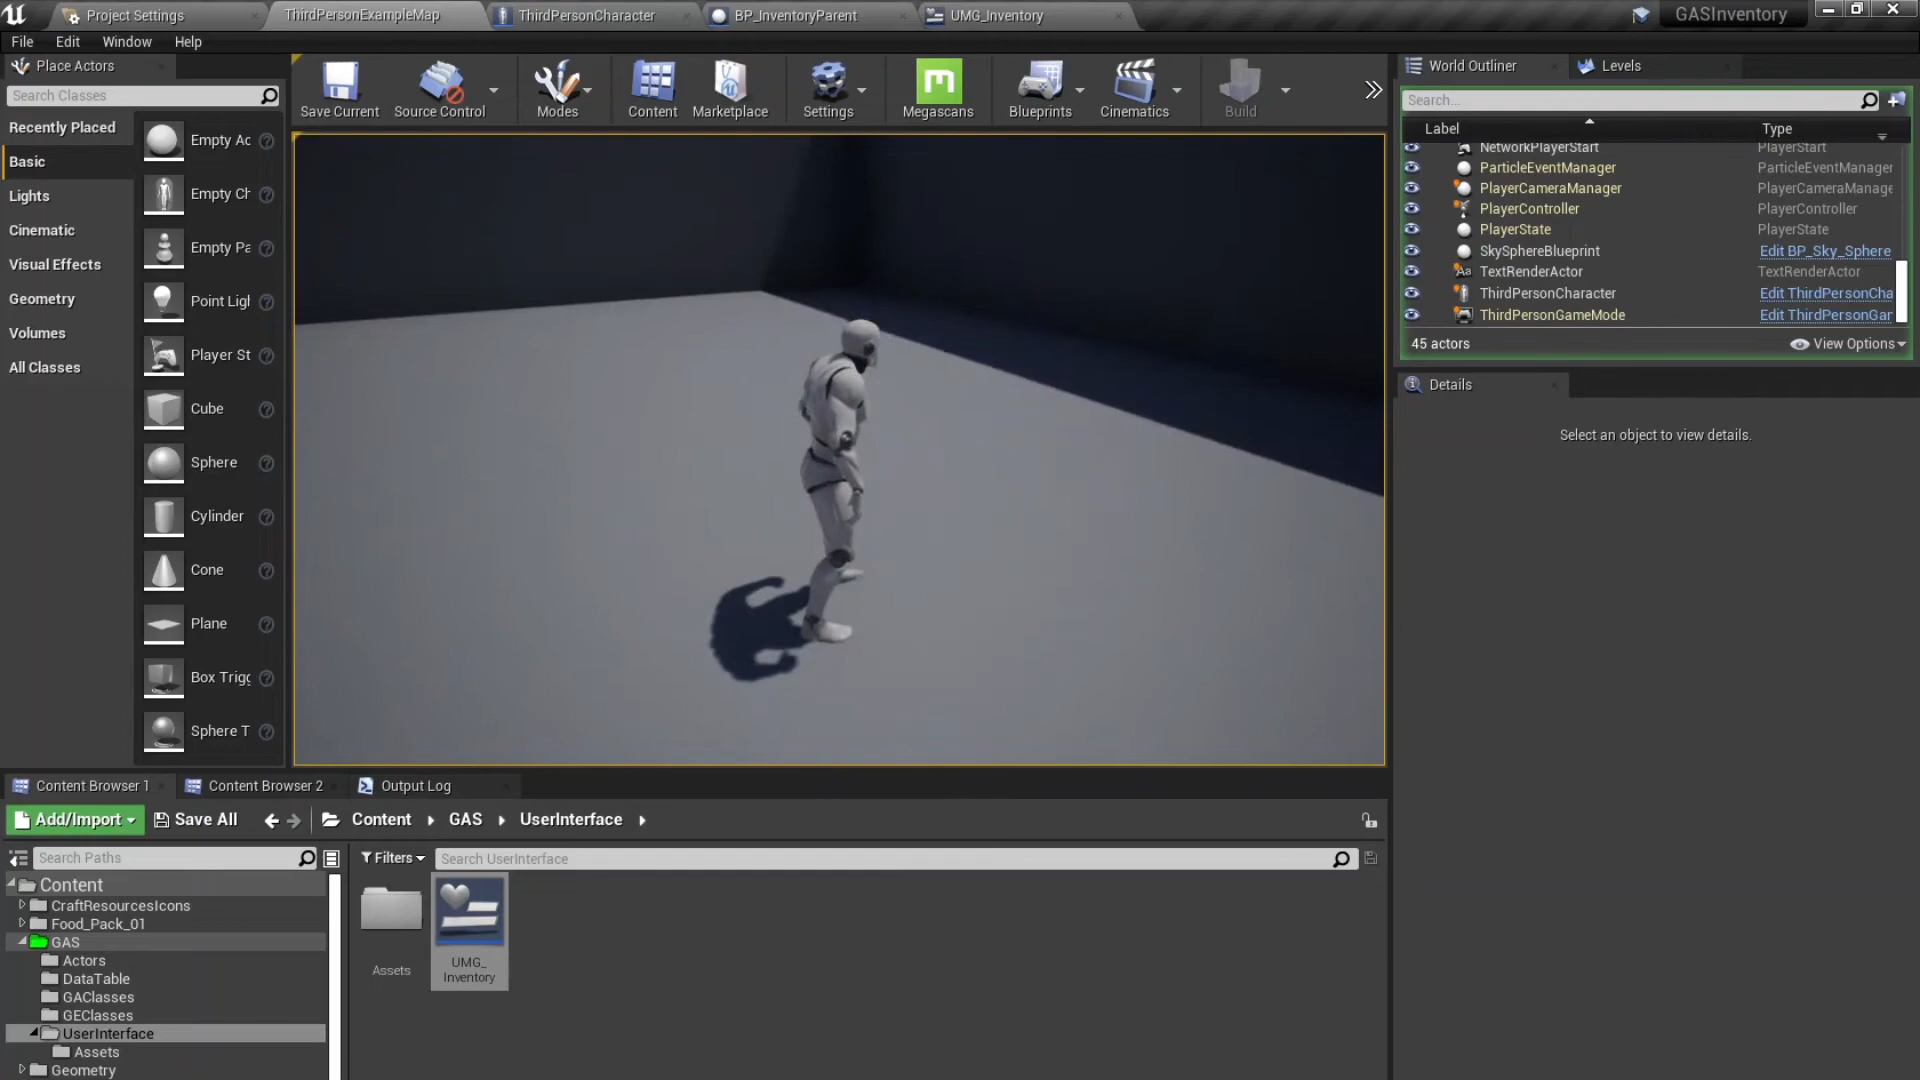 Project Settings
ThirdPersonExampleMap
ThirdPersonCharacter
BP_InventoryParent
UMG_Inventory
GASInventory
File
Edit
Window
Help
Place Actors
Search Classes
Recently Placed
Basic
Lights
Cinematic
Visual Effects
Geometry
Volumes
All Classes
Empty Ac
Empty Ch
Empty Pa
Point Ligh
Player St
Cube
Sphere
Cylinder
Cone
Plane
Box Trigg
Sphere T
Save Current
Source Control
Modes
Content
Marketplace
Settings
Megascans
Blueprints
Cinematics
Build
World Outliner
Levels
Search...
Label
Type
NetworkPlayerStart
PlayerStart
ParticleEventManager
ParticleEventManager
PlayerCameraManager
PlayerCameraManage
PlayerController
PlayerController
PlayerState
PlayerState
SkySphereBlueprint
Edit BP_Sky_Sphere
TextRenderActor
TextRenderActor
ThirdPersonCharacter
Edit ThirdPersonCha
ThirdPersonGameMode
Edit ThirdPersonGar
45 actors
View Options
Details
Select an object to view details.
Content Browser 1
Content Browser 2
Output Log
Add/Import
Save All
Content
GAS
UserInterface
Search Paths
Filters
Search UserInterface
Content
CraftResourcesIcons
Food_Pack_01
GAS
Actors
DataTable
GAClasses
GEClasses
UserInterface
Assets
Geometry
Assets
UMG_
Inventory